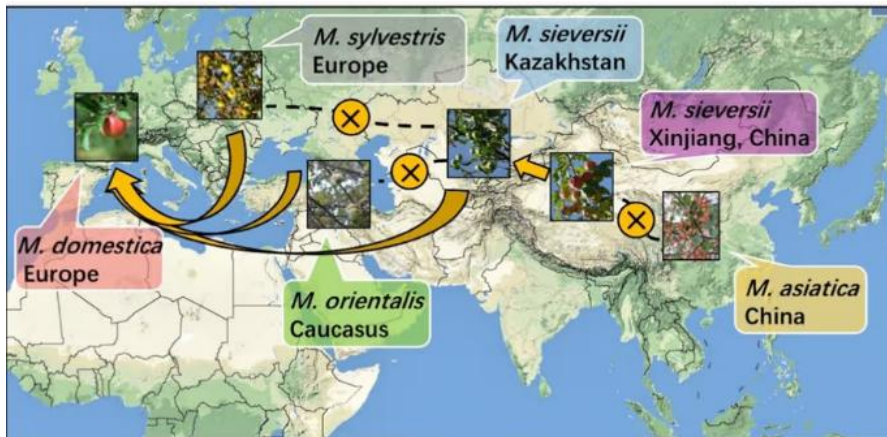 M. sylvestris
Europe
M. sieversii
Kazakhstan
M. sieversii
Xinjiang, China
M. domestica
Europe
M. orientalis
Caucasus
M. asiatica
China